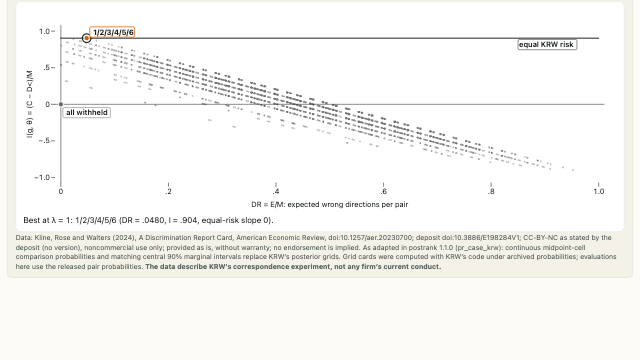 1/2/3/4/5/6
equal KRW risk
all withheld
1.0
.5
0
−.5
−1.0
I(g, θ) = (C − D<)/M
0
.2
.4
.6
.8
1.0
DR = E/M: expected wrong directions per pair
Best at λ = 1: 1/2/3/4/5/6 (DR = .0480, I = .904, equal-risk slope 0).
Data: Kline, Rose and Walters (2024), A Discrimination Report Card, American Economic Review, doi:10.1257/aer.20230700; deposit doi:10.3886/E198284V1; CC-BY-NC as stated by the
deposit (no version), noncommercial use only; provided as is, without warranty; no endorsement is implied. As adapted in postrank 1.1.0 (pr_case_krw): continuous midpoint-cell
comparison probabilities and matching central 90% marginal intervals replace KRW's posterior grids. Grid cards were computed with KRW's code under archived probabilities; evaluations
here use the released pair probabilities. The data describe KRW's correspondence experiment, not any firm's current conduct.